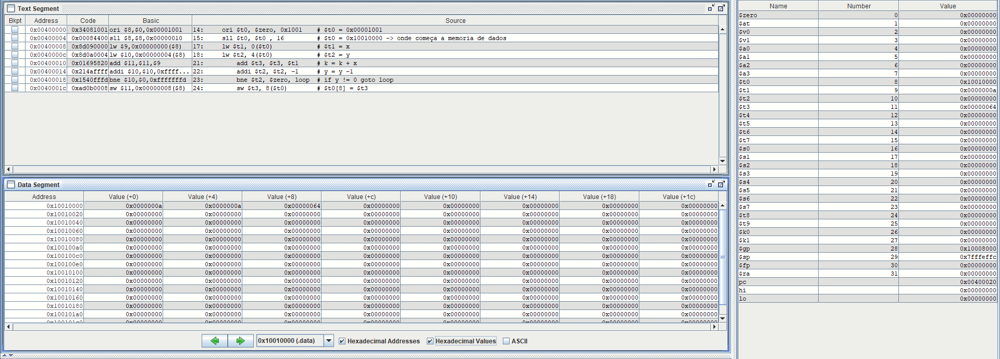 Text Segment
Bkpt Address Code Basic Source
0x00400000 0x34081001 ori $8,$0,0x00001001 14: ori $t0, $zero, 0x1001 # $t0 = 0x00001001
0x00400004 0x00084400 sll $8,$8,0x00000010 15: sll $t0, $t0 , 16 # $t0 = 0x10010000 -> onde começa a memoria de dados
0x00400008 0x8d090000 lw $9,0x00000000($8) 17: lw $t1, 0($t0) # $t1 = x
0x0040000c 0x8d0a0004 lw $10,0x00000004($8) 18: lw $t2, 4($t0) # $t2 = y
0x00400010 0x01695820 add $11,$11,$9 21: add $t3, $t3, $t1 # k = k + x
0x00400014 0x214affff addi $10,$10,0xffff... 22: addi $t2, $t2, -1 # y = y -1
0x00400018 0x1540fffd bne $10,$0,0xfffffffd 23: bne $t2, $zero, loop # if y != 0 goto loop
0x0040001c 0xad0b0008 sw $11,0x00000008($8) 24: sw $t3, 8($t0) # $t0[8] = $t3
Data Segment
Address Value (+0) Value (+4) Value (+8) Value (+c) Value (+10) Value (+14) Value (+18) Value (+1c)
0x10010000 0x0000000a 0x0000000a 0x00000064 0x00000000 0x00000000 0x00000000 0x00000000 0x00000000
0x10010020 0x00000000 0x00000000 0x00000000 0x00000000 0x00000000 0x00000000 0x00000000 0x00000000
0x10010040 0x00000000 0x00000000 0x00000000 0x00000000 0x00000000 0x00000000 0x00000000 0x00000000
0x10010060 0x00000000 0x00000000 0x00000000 0x00000000 0x00000000 0x00000000 0x00000000 0x00000000
0x10010080 0x00000000 0x00000000 0x00000000 0x00000000 0x00000000 0x00000000 0x00000000 0x00000000
0x100100a0 0x00000000 0x00000000 0x00000000 0x00000000 0x00000000 0x00000000 0x00000000 0x00000000
0x100100c0 0x00000000 0x00000000 0x00000000 0x00000000 0x00000000 0x00000000 0x00000000 0x00000000
0x100100e0 0x00000000 0x00000000 0x00000000 0x00000000 0x00000000 0x00000000 0x00000000 0x00000000
0x10010100 0x00000000 0x00000000 0x00000000 0x00000000 0x00000000 0x00000000 0x00000000 0x00000000
0x10010120 0x00000000 0x00000000 0x00000000 0x00000000 0x00000000 0x00000000 0x00000000 0x00000000
0x10010140 0x00000000 0x00000000 0x00000000 0x00000000 0x00000000 0x00000000 0x00000000 0x00000000
0x10010160 0x00000000 0x00000000 0x00000000 0x00000000 0x00000000 0x00000000 0x00000000 0x00000000
0x10010180 0x00000000 0x00000000 0x00000000 0x00000000 0x00000000 0x00000000 0x00000000 0x00000000
0x100101a0 0x00000000 0x00000000 0x00000000 0x00000000 0x00000000 0x00000000 0x00000000 0x00000000
0x10010000 (.data) Hexadecimal Addresses Hexadecimal Values ASCII
Name Number Value
$zero 0 0x00000000
$at 1 0x00000000
$v0 2 0x00000000
$v1 3 0x00000000
$a0 4 0x00000000
$a1 5 0x00000000
$a2 6 0x00000000
$a3 7 0x00000000
$t0 8 0x10010000
$t1 9 0x0000000a
$t2 10 0x00000000
$t3 11 0x00000064
$t4 12 0x00000000
$t5 13 0x00000000
$t6 14 0x00000000
$t7 15 0x00000000
$s0 16 0x00000000
$s1 17 0x00000000
$s2 18 0x00000000
$s3 19 0x00000000
$s4 20 0x00000000
$s5 21 0x00000000
$s6 22 0x00000000
$s7 23 0x00000000
$t8 24 0x00000000
$t9 25 0x00000000
$k0 26 0x00000000
$k1 27 0x00000000
$gp 28 0x10008000
$sp 29 0x7fffeffc
$fp 30 0x00000000
$ra 31 0x00000000
pc 0x00400020
hi 0x00000000
lo 0x00000000